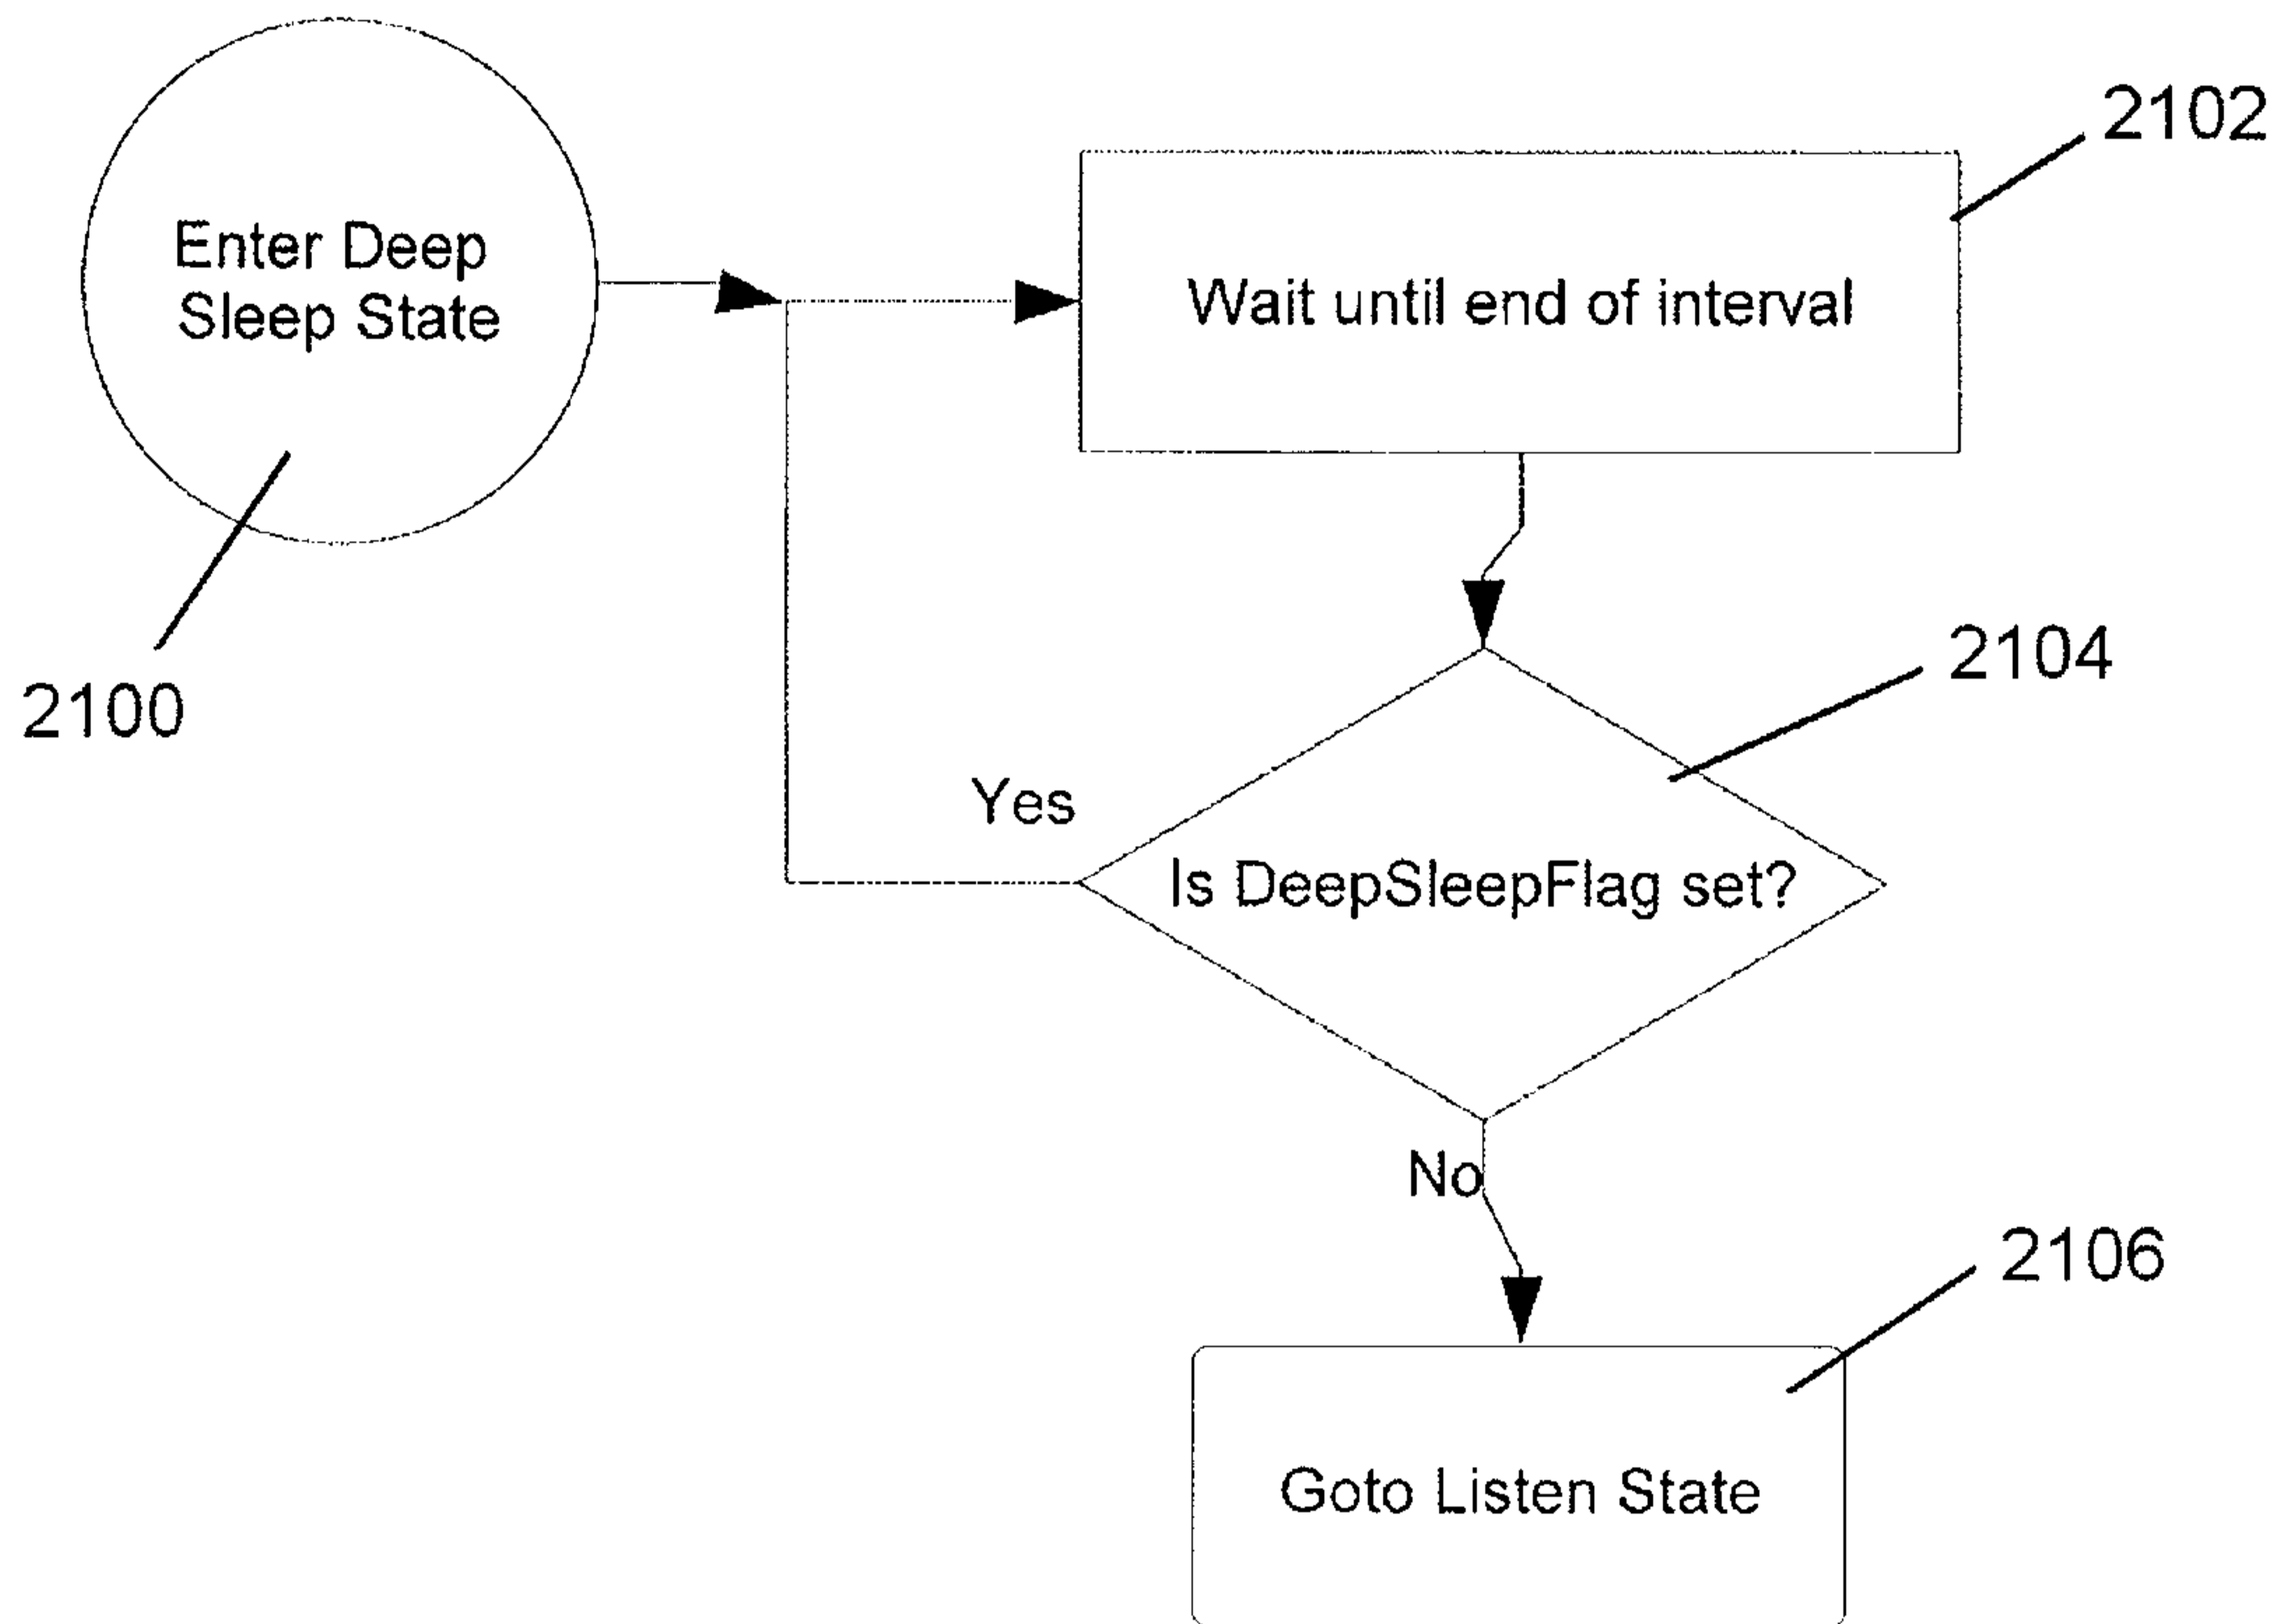 2102
Enter Deep
Sleep State
Wait until end of interval
2104
2100
Yes
Is DeepSleepFlag set?
No
2106
Goto Listen State